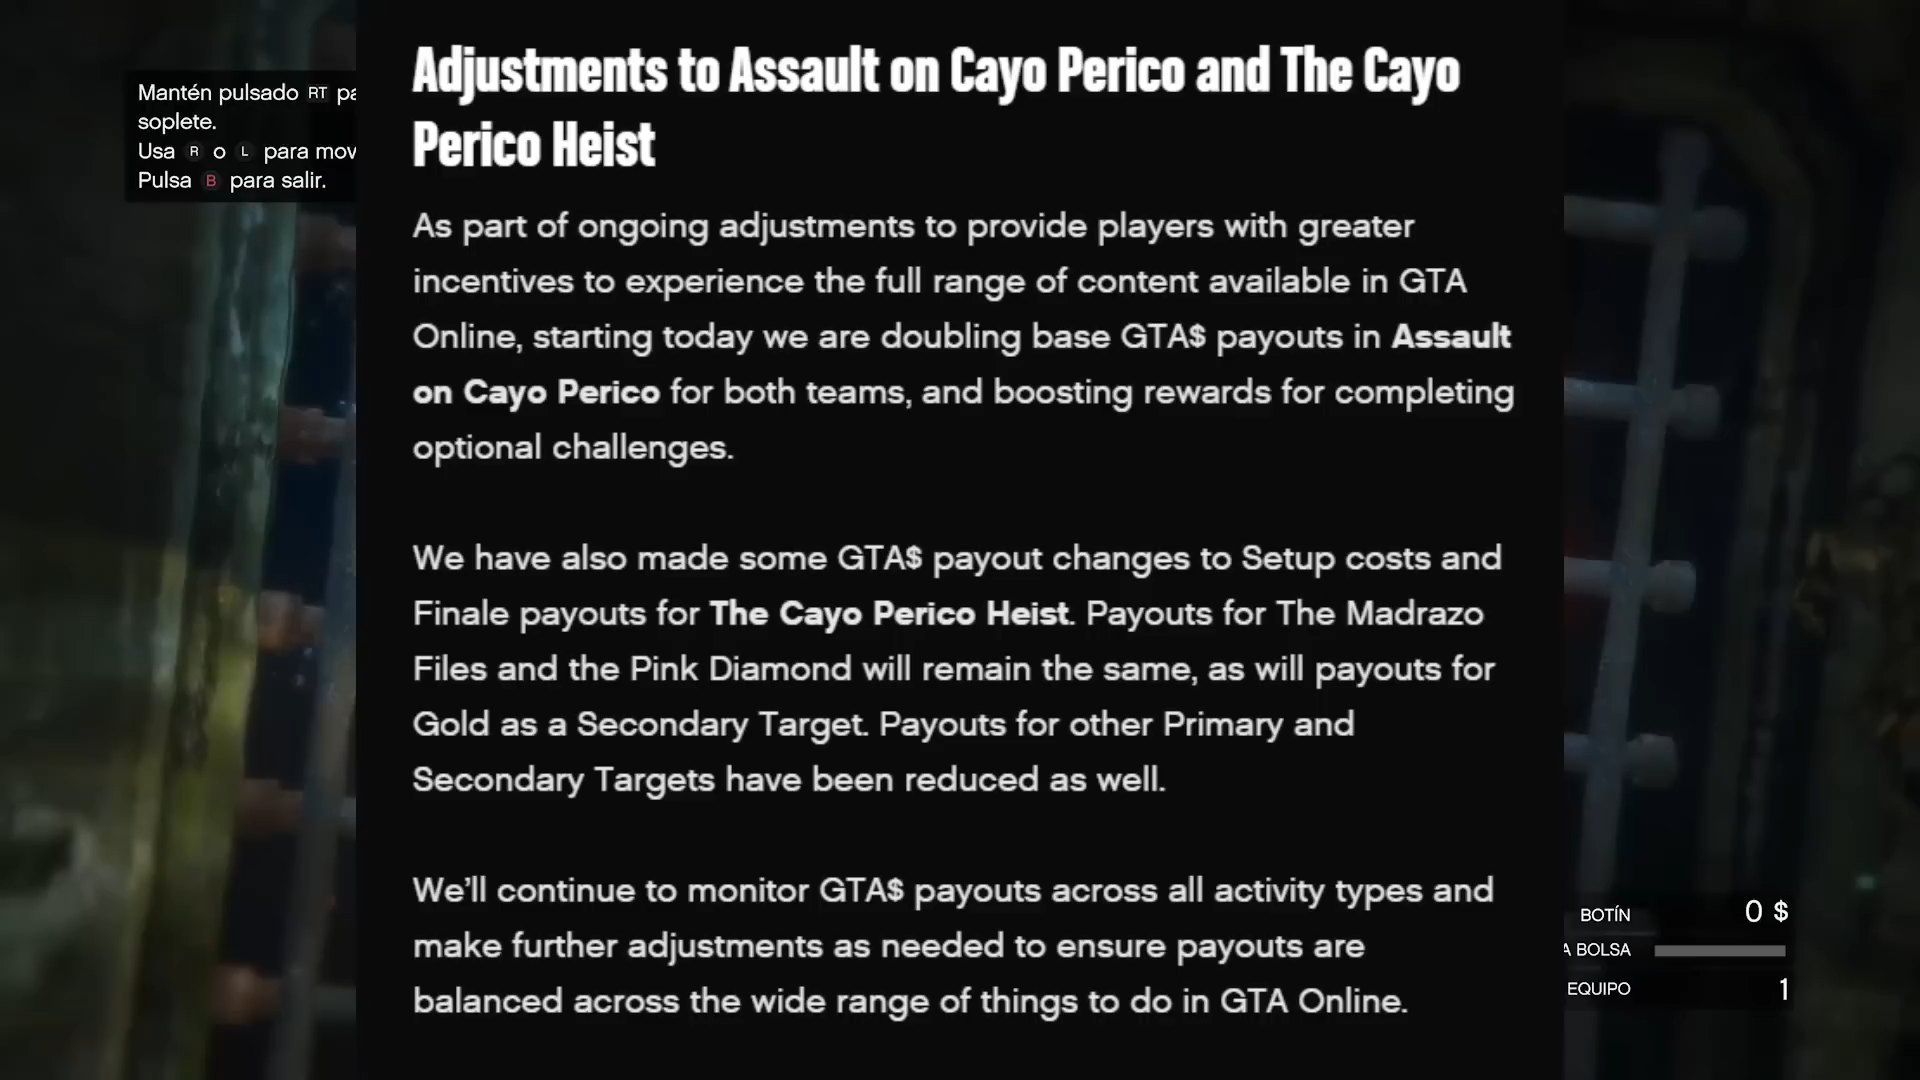 Adjustments to Assault on Cayo Perico and The Cayo
Perico Heist
Mantén pulsado RT
soplete.
Usa R o L para
Pulsa B para salir.
As part of ongoing adjustments to provide players with greater
incentives to experience the full range of content available in GTA
Online, starting today we are doubling base GTA$ payouts in Assault
on Cayo Perico for both teams, and boosting rewards for completing
optional challenges.
We have also made some GTA$ payout changes to Setup costs and
Finale payouts for The Cayo Perico Heist. Payouts for The Madrazo
Files and the Pink Diamond will remain the same, as will payouts for
Gold as a Secondary Target. Payouts for other Primary and
Secondary Targets have been reduced as well.
We'll continue to monitor GTA$ payouts across all activity types and
make further adjustments as needed to ensure payouts are
balanced across the wide range of things to do in GTA Online.
BOTÍN 0 $
A BOLSA
EQUIPO 1